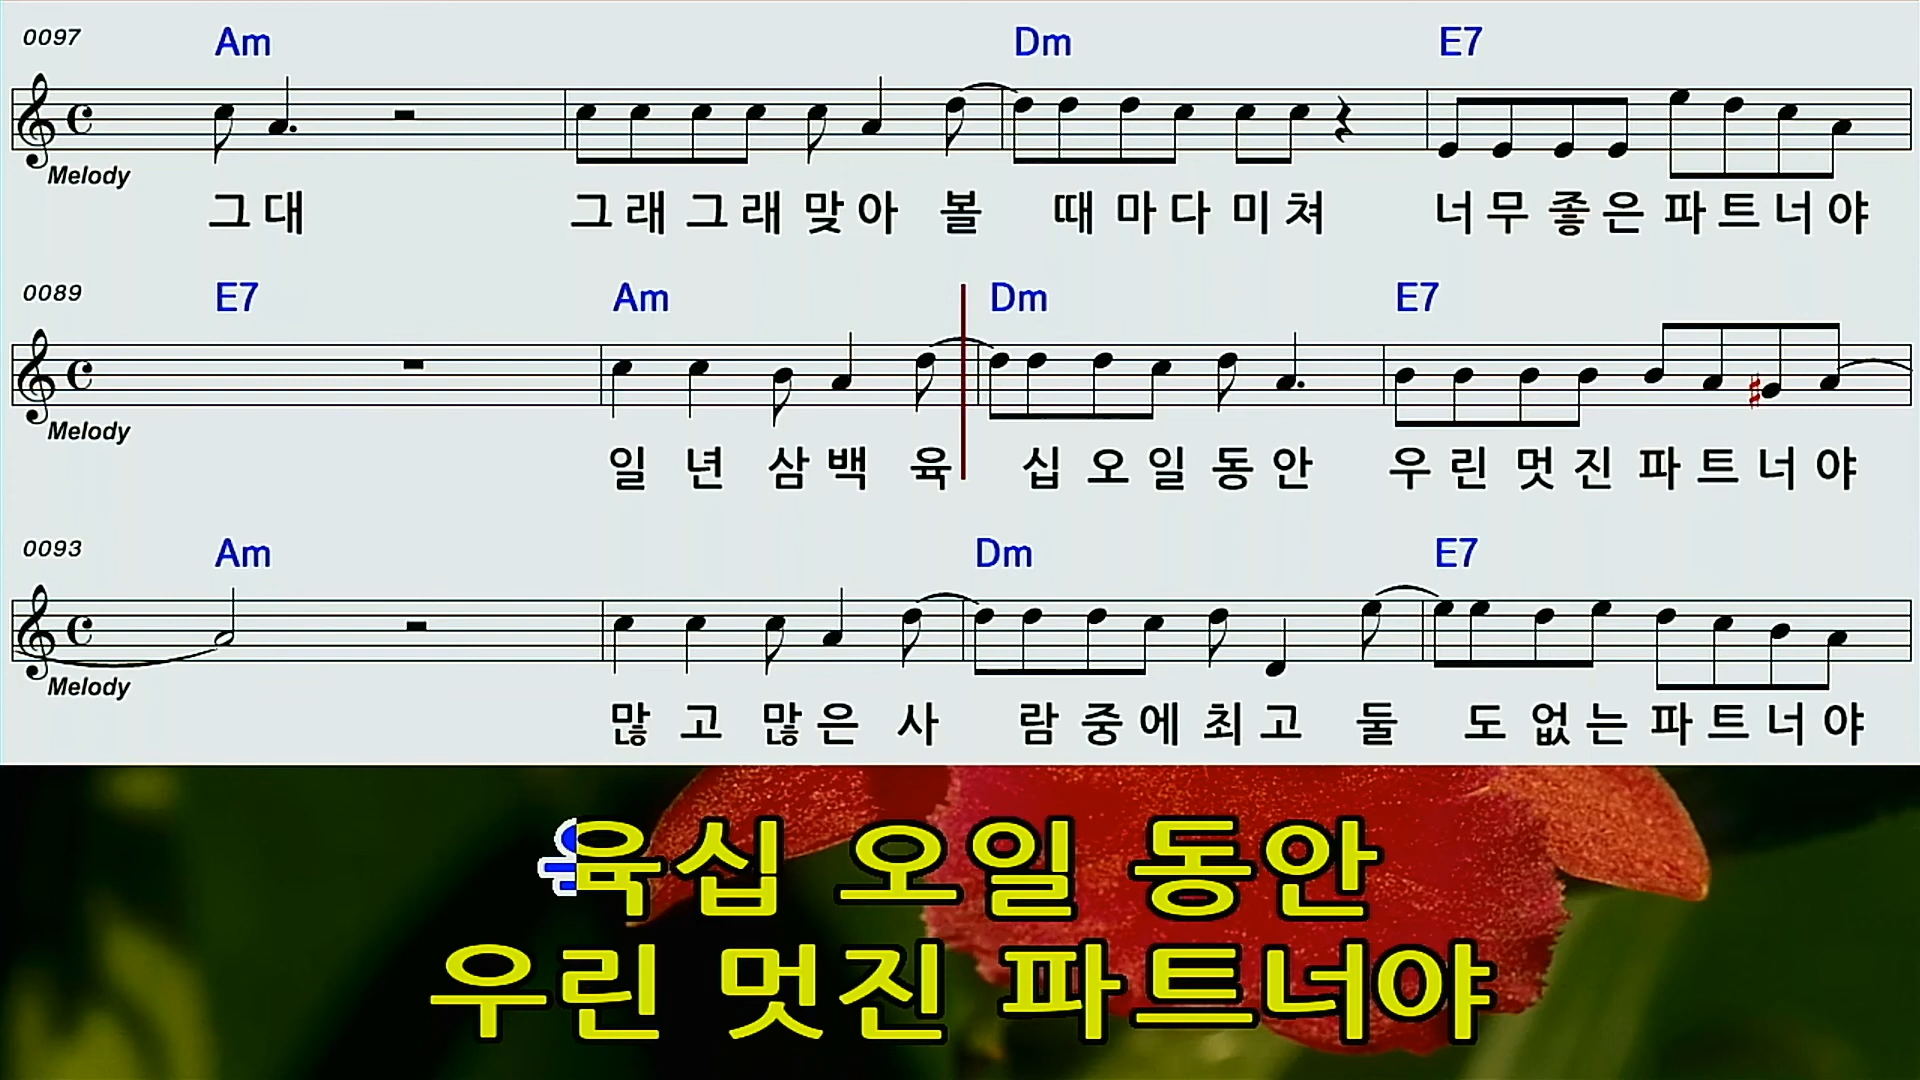 0097 Am Dm E7
Melody
그대 그래그래맞아 볼 때마다미쳐 너무좋은파트너야
0089 E7 Am Dm E7
Melody
일 년 삼백 육 십오일동안 우린멋진파트너야
0093 Am Dm E7
Melody
많 고 많은 사 람중에최고 둘 도없는파트너야
육십 오일 동안
우린 멋진 파트너야